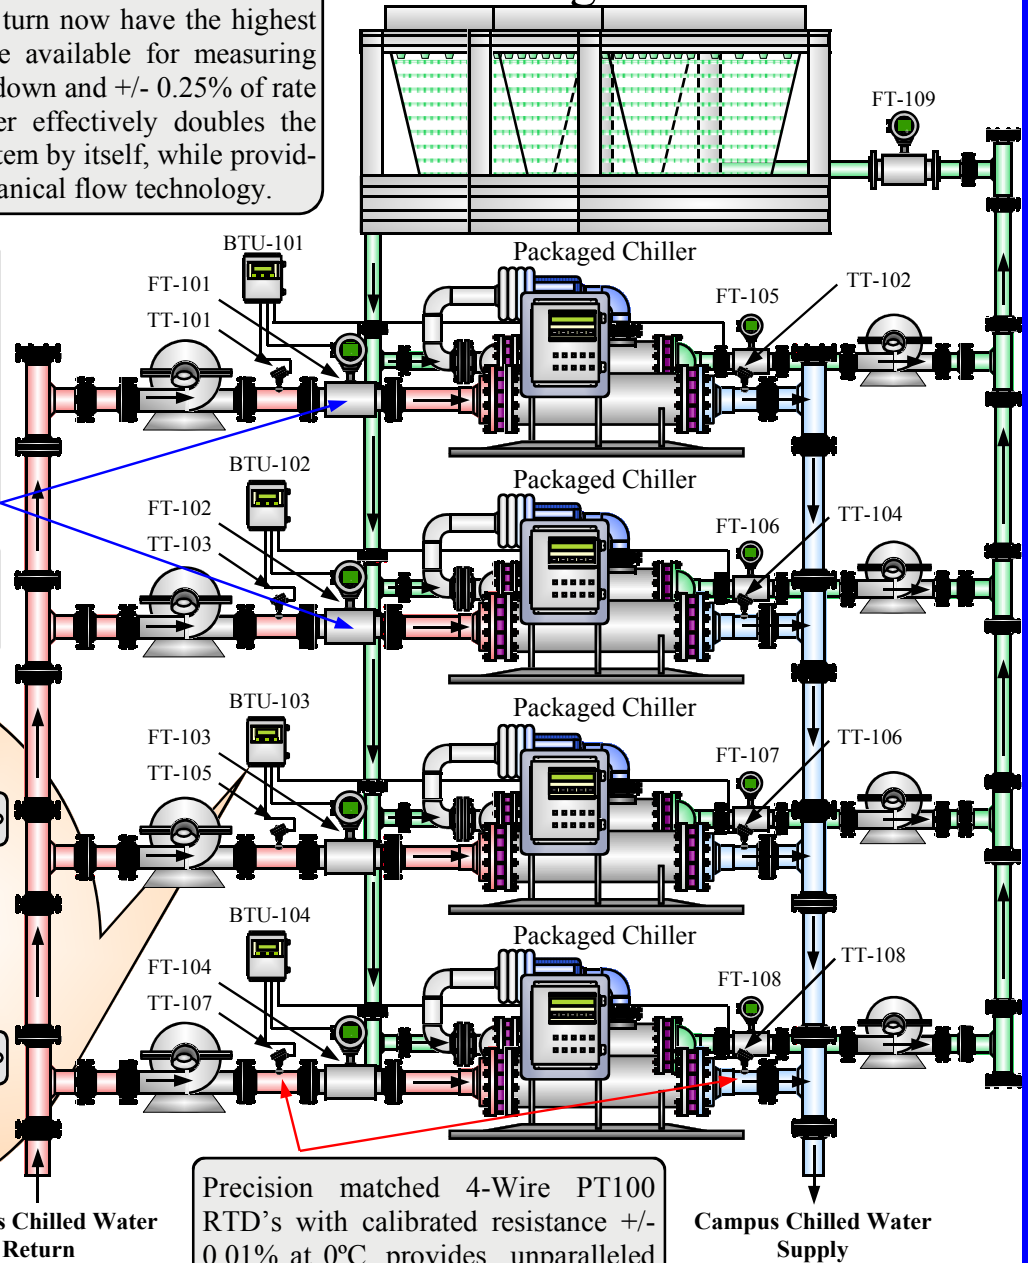 turn now have the highest
available for measuring
down and +/- 0.25% of rate
effectively doubles the
by itself, while provid-
flow technology.
FT-109
BTU-101
Packaged Chiller
FT-101
FT-105
TT-102
TT-101
BTU-102
Packaged Chiller
FT-102
FT-106
TT-104
TT-103
BTU-103
Packaged Chiller
FT-103
FT-107
TT-106
TT-105
BTU-104
Packaged Chiller
FT-104
FT-108
TT-108
TT-107
Precision matched 4-Wire PT100
RTD's with calibrated resistance +/-
0.01% at 0ºC provides unparalleled
Chilled Water
Return
Campus Chilled Water
Supply